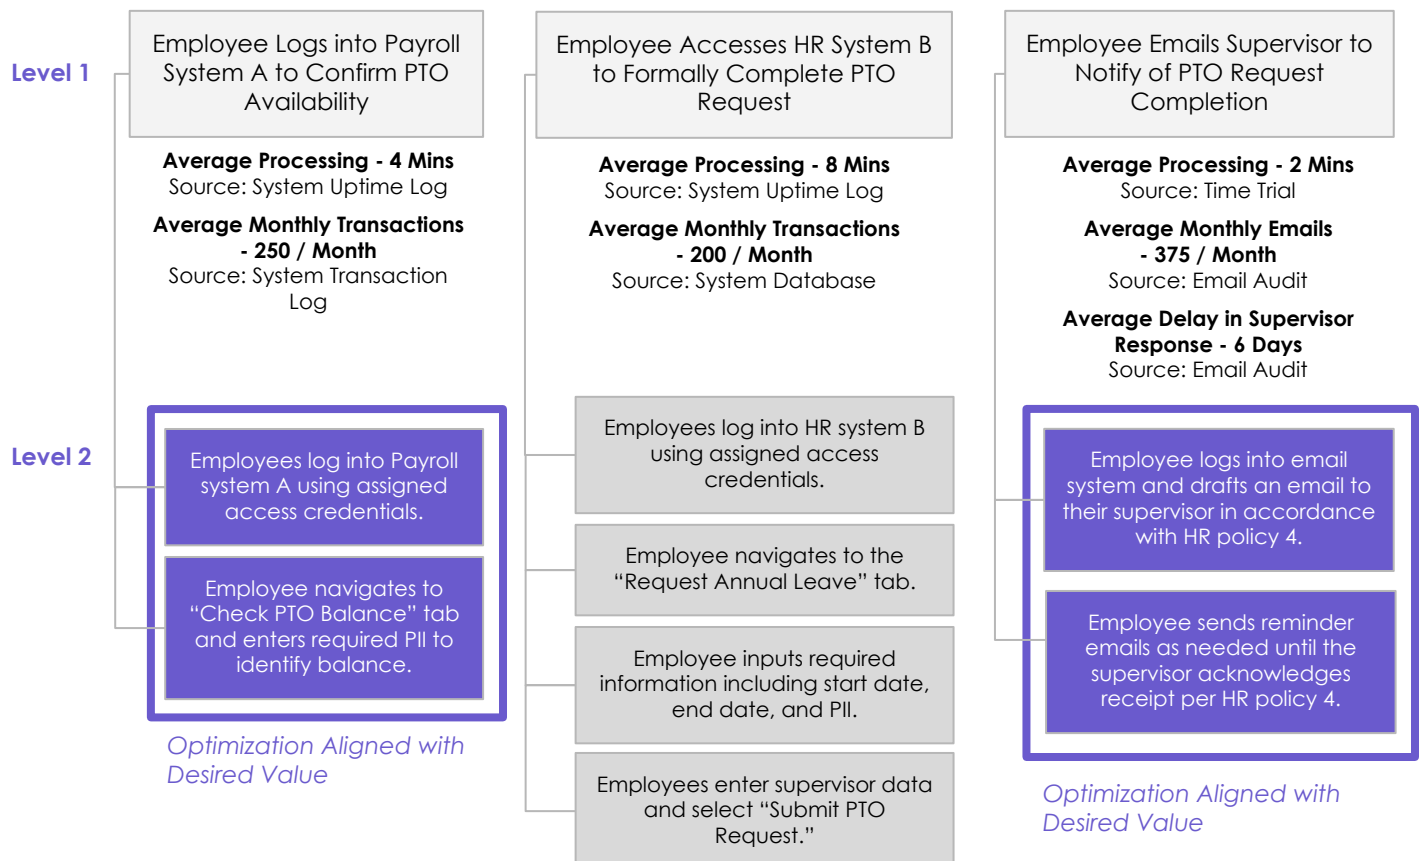 Level 1
Employee Logs into Payroll
System A to Confirm PTO
Availability
Average Processing - 4 Mins
Source: System Uptime Log
Average Monthly Transactions
- 250 / Month
Source: System Transaction
Log
Employee Accesses HR System B
to Formally Complete PTO
Request
Average Processing - 8 Mins
Source: System Uptime Log
Average Monthly Transactions
- 200 / Month
Source: System Database
Employee Emails Supervisor to
Notify of PTO Request
Completion
Average Processing - 2 Mins
Source: Time Trial
Average Monthly Emails
- 375 / Month
Source: Email Audit
Average Delay in Supervisor
Response - 6 Days
Source: Email Audit
Level 2
Employees log into Payroll
system A using assigned
access credentials.
Employee navigates to
“Check PTO Balance” tab
and enters required PII to
identify balance.
Optimization Aligned with
Desired Value
Employees log into HR system B
using assigned access
credentials.
Employee navigates to the
“Request Annual Leave” tab.
Employee inputs required
information including start date,
end date, and PII.
Employees enter supervisor data
and select “Submit PTO
Request.”
Employee logs into email
system and drafts an email to
their supervisor in accordance
with HR policy 4.
Employee sends reminder
emails as needed until the
supervisor acknowledges
receipt per HR policy 4.
Optimization Aligned with
Desired Value